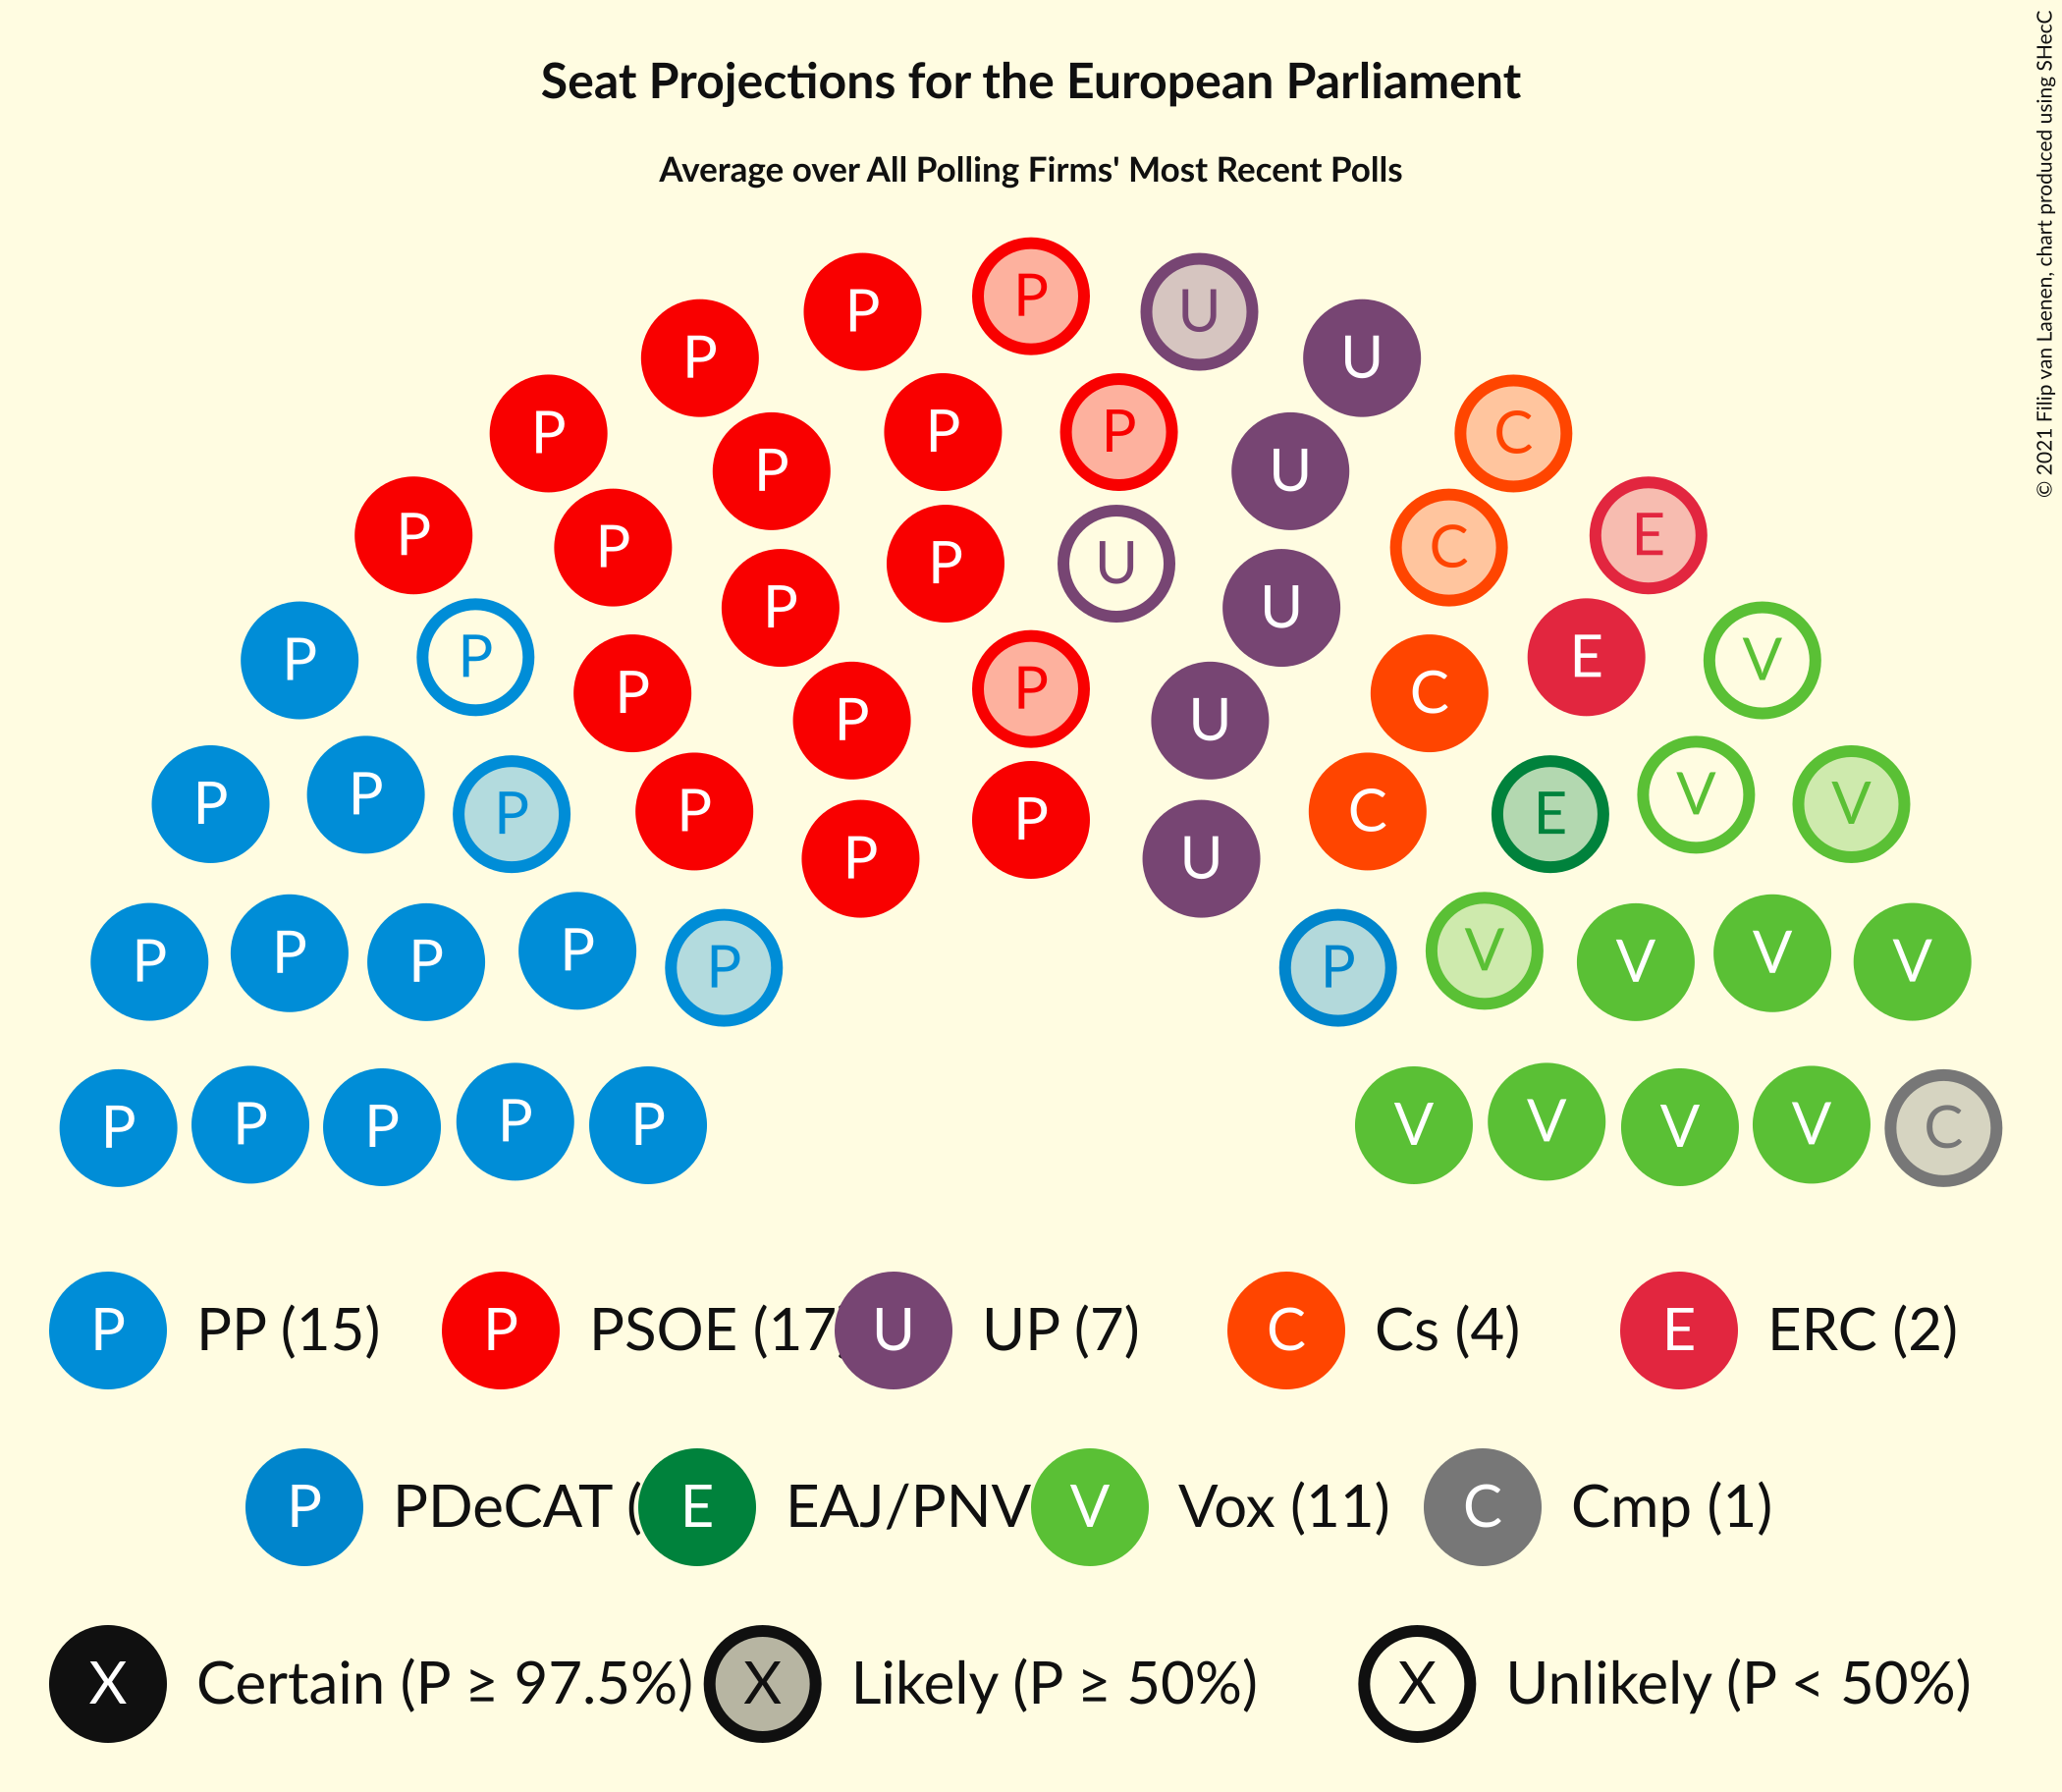 Seat Projections for the European Parliament
Average over All Polling Firms' Most Recent Polls
© 2021 Filip van Laenen, chart produced using SHecC
P P U
P U
P P P C
P U
P P P U C E
P U
P P P P C E V
P U
P P P P P C E V V
P U
P P P P P P V V V V
P P P P P V V V V C
P PP (15) P PSOE (17 U UP (7) C Cs (4) E ERC (2)
P PDeCAT ( E EAJ/PNV V Vox (11) C Cmp (1)
X Certain (P ≥ 97.5%) X Likely (P ≥ 50%) X Unlikely (P < 50%)